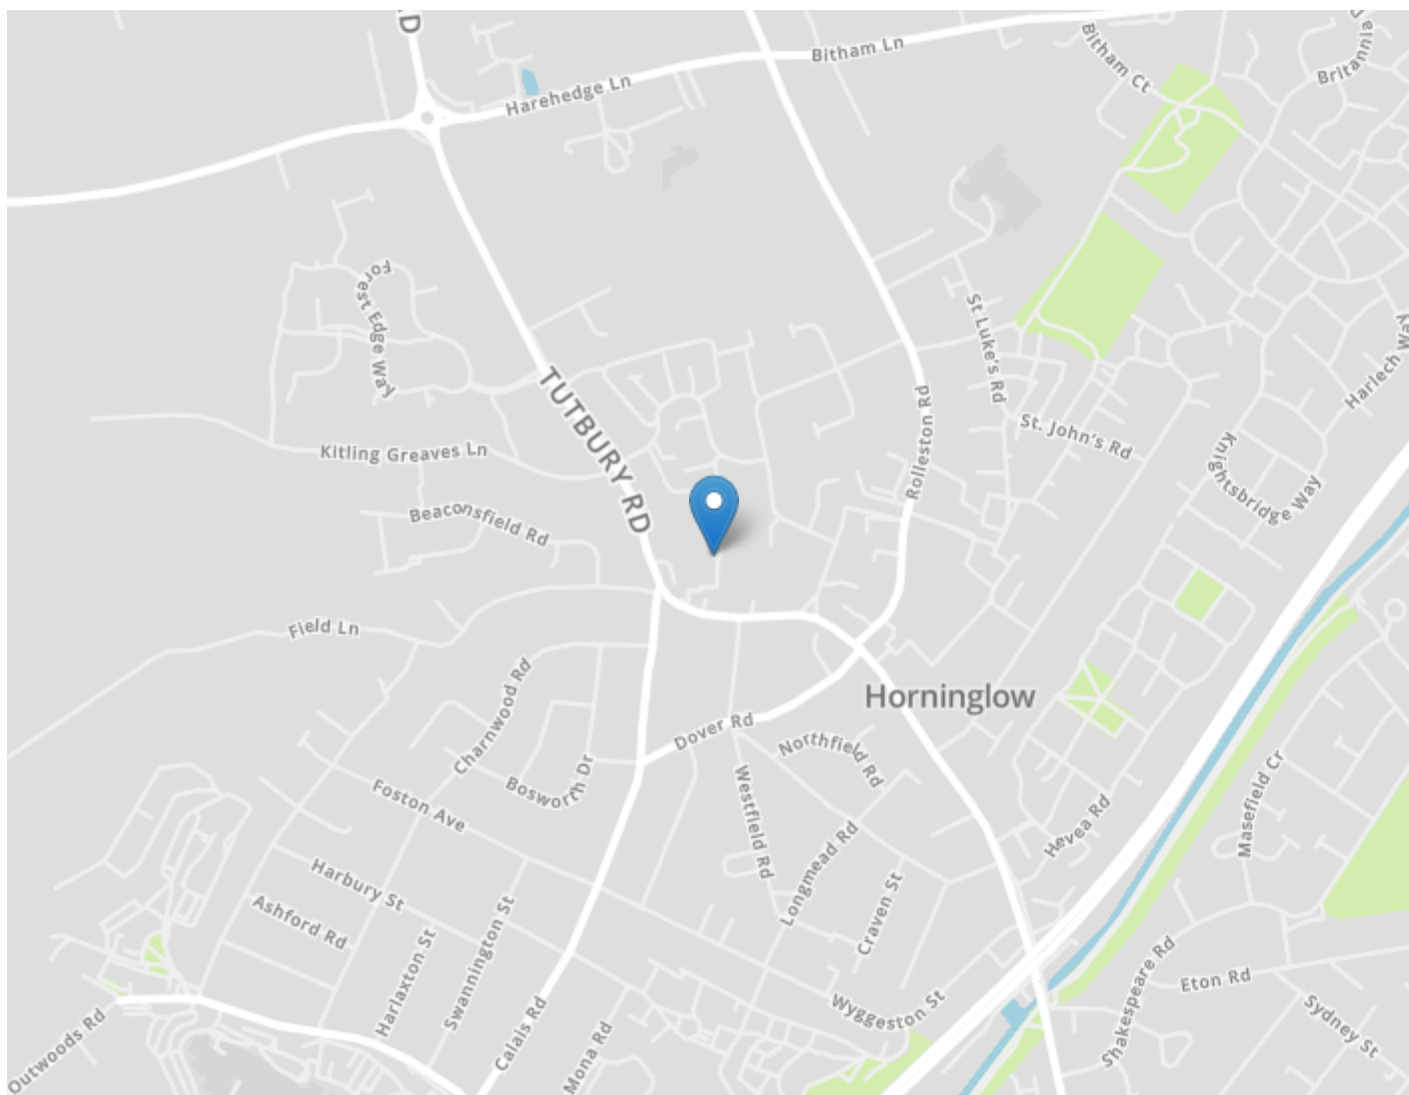 Bitham Ln
Bitham Ct
Britannia
Harehedge Ln
Forest Edge Way
St Luke's Rd
Harlech Way
TUTBURY RD
Rolleston Rd
St. John's Rd
Kitling Greaves Ln
Knightsbridge Way
Beaconsfield Rd
Field Ln
Charnwood Rd
Horninglow
Dover Rd
Northfield Rd
Bosworth Dr
Foston Ave
Westfield Rd
Masefield Cr
Hevea Rd
Longmead Rd
Harbury St
Ashford Rd
Craven St
Swannington St
Harlaxton St
Shakespeare Rd
Eton Rd
Wyggeston St
Sydney St
Outwoods Rd
Calais Rd
Mona Rd